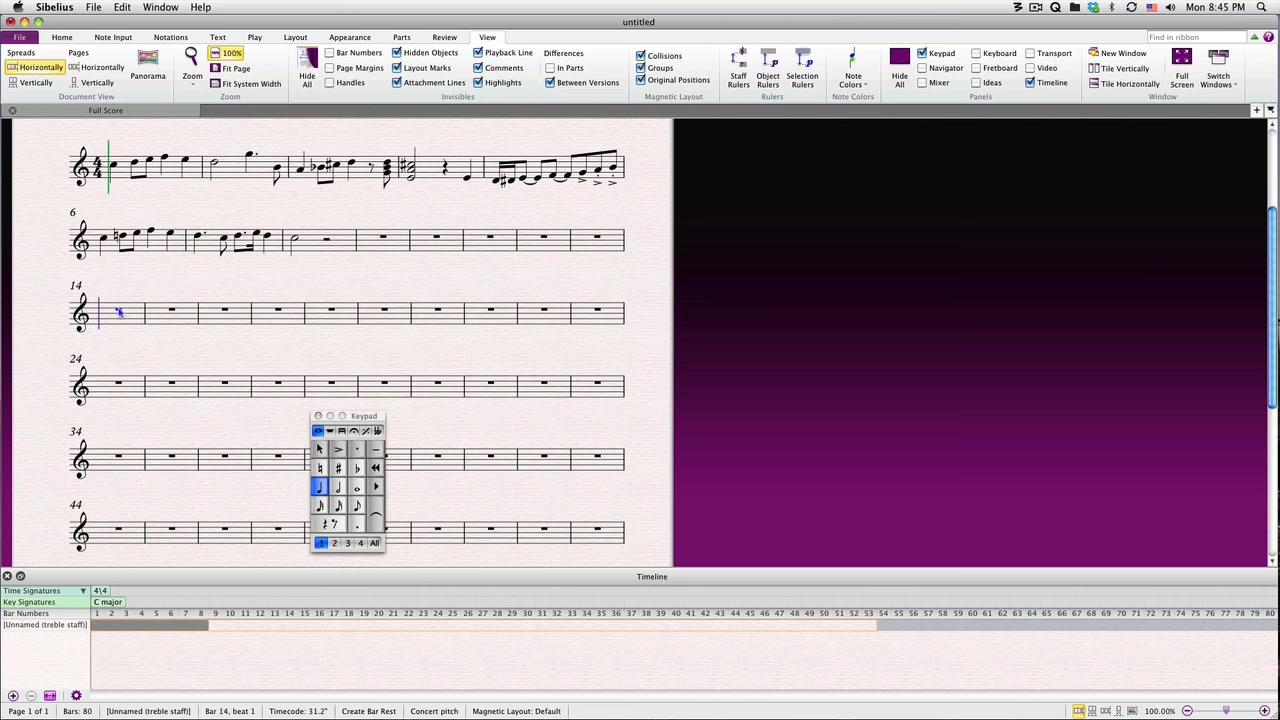 Sibelius File Edit Window Help Mon 8:45 PM
untitled
File Home Note Input Notations Text Play Layout Appearance Parts Review View Find in ribbon
Spreads Pages 100% Bar Numbers Hidden Objects Playback Line Differences Collisions Keypad Keyboard Transport New Window
Horizontally Horizontally Fit Page Page Margins Layout Marks Comments In Parts Groups Navigator Fretboard Video Tile Vertically
Vertically Vertically Panorama Zoom Fit System Width Hide All Handles Attachment Lines Highlights Between Versions Original Positions Staff Rulers Object Rulers Selection Rulers Note Colors Hide All Mixer Ideas Timeline Tile Horizontally Full Screen Switch Windows
Document View Zoom Invisibles Magnetic Layout Rulers Note Colors Panels Window
Full Score
6
14
24
34
44
Keypad
1 2 3 4 All
Timeline
Time Signatures 4\4
Key Signatures C major
Bar Numbers 1 2 3 4 5 6 7 8 9 10 11 12 13 14 15 16 17 18 19 20 21 22 23 24 25 26 27 28 29 30 31 32 33 34 35 36 37 38 39 40 41 42 43 44 45 46 47 48 49 50 51 52 53 54 55 56 57 58 59 60 61 62 63 64 65 66 67 68 69 70 71 72 73 74 75 76 77 78 79 80
[Unnamed (treble staff)]
Page 1 of 1 Bars: 80 [Unnamed (treble staff)] Bar 14, beat 1 Timecode: 31.2" Create Bar Rest Concert pitch Magnetic Layout: Default 100.00%